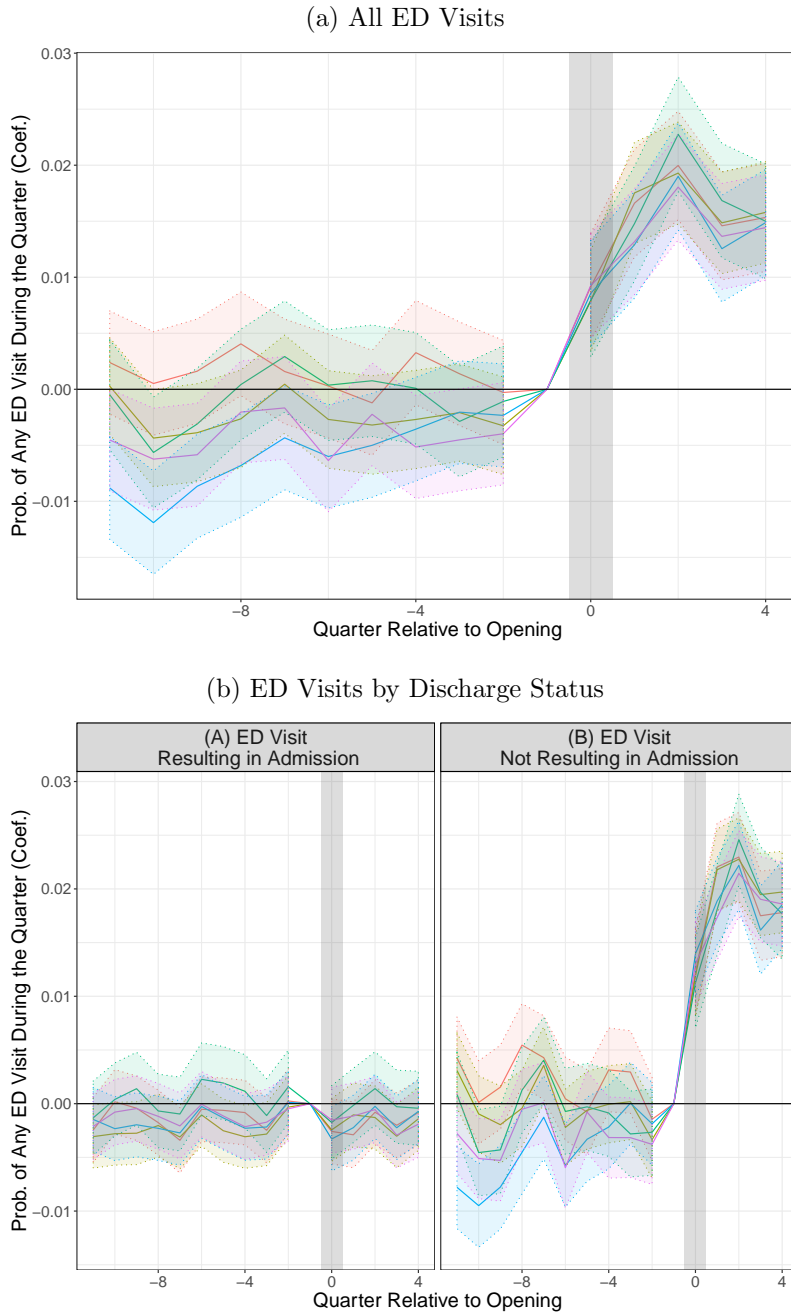 (a) All ED Visits
Prob. of Any ED Visit During the Quarter (Coef.)
0.03
0.02
0.01
0.00
−0.01
−8
−4
0
4
Quarter Relative to Opening
(b) ED Visits by Discharge Status
(A) ED Visit
Resulting in Admission
(B) ED Visit
Not Resulting in Admission
Prob. of Any ED Visit During the Quarter (Coef.)
0.03
0.02
0.01
0.00
−0.01
−8
−4
0
4
−8
−4
0
4
Quarter Relative to Opening